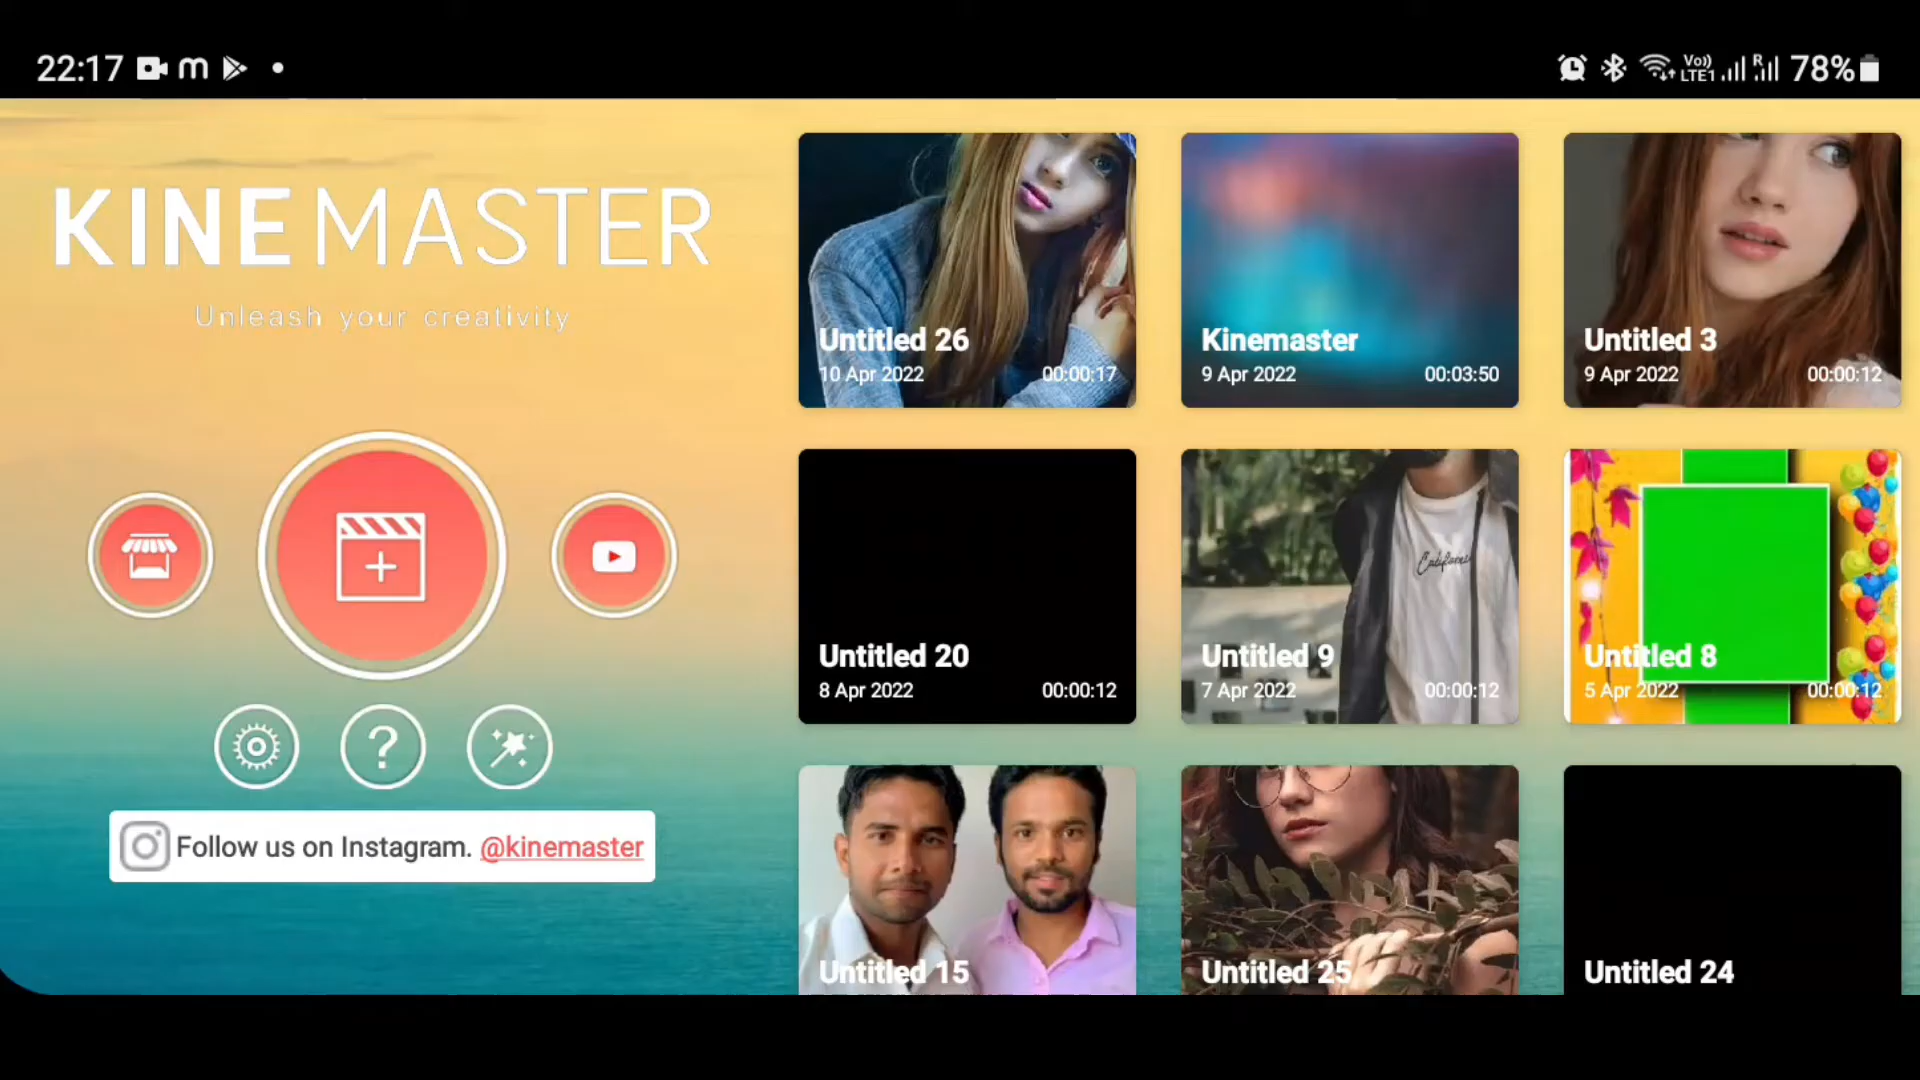 22:17
Vo)) LTE1 R 78%
KINEMASTER
Unleash your creativity
Follow us on Instagram. @kinemaster
Untitled 26
10 Apr 2022 00:00:17
Kinemaster
9 Apr 2022 00:03:50
Untitled 3
9 Apr 2022 00:00:12
Untitled 20
8 Apr 2022 00:00:12
California
Untitled 9
7 Apr 2022 00:00:12
Untitled 8
5 Apr 2022 00:00:12
Untitled 15
Untitled 25
Untitled 24